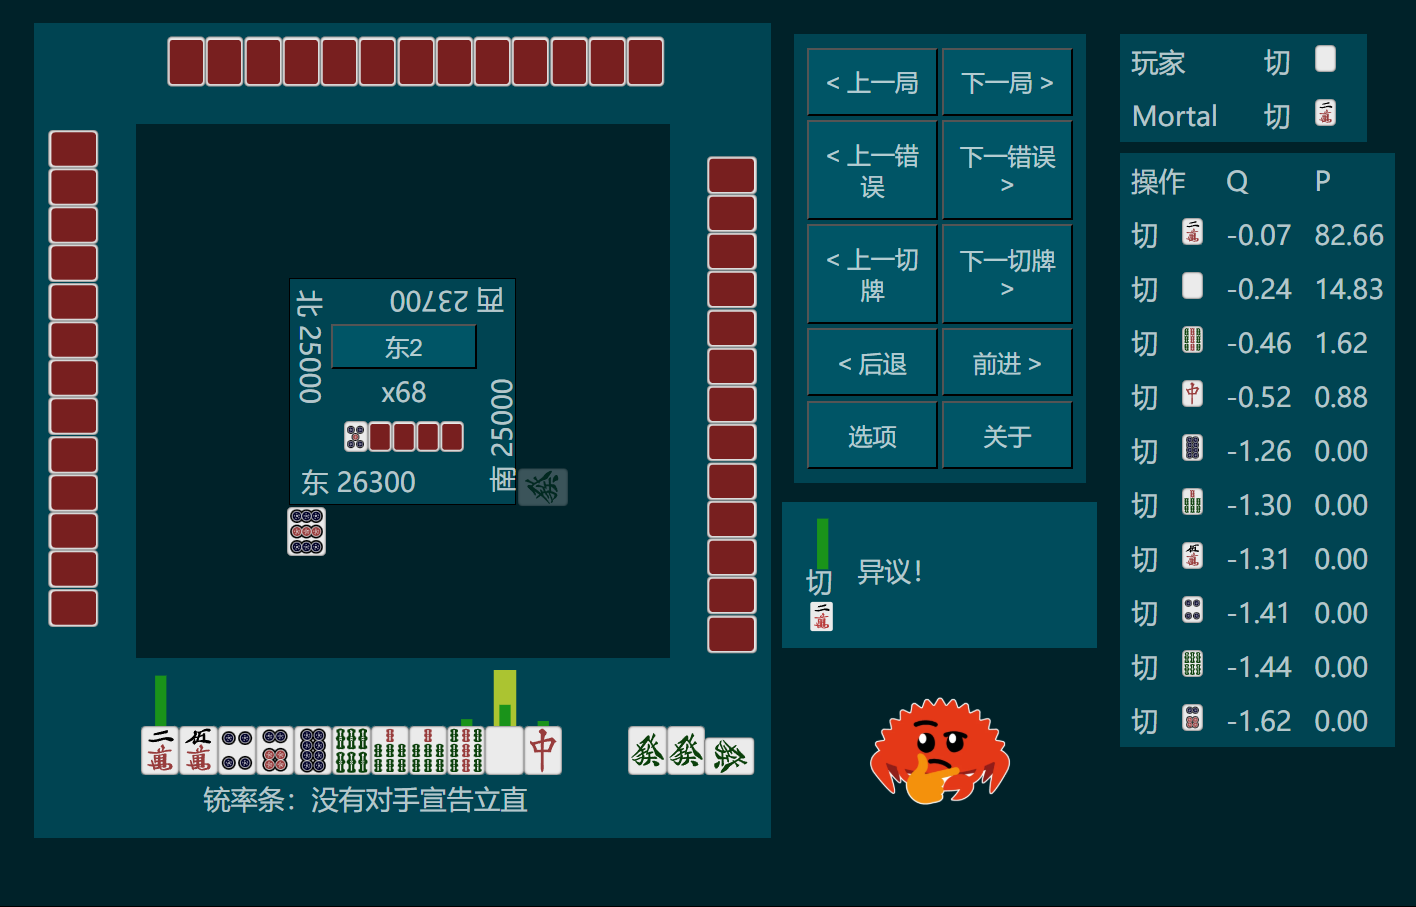 北 25000
西 23700
东2
x68
南 25000
东 26300
铳率条：没有对手宣告立直
< 上一局
下一局 >
< 上一错误
下一错误 >
< 上一切牌
下一切牌 >
< 后退
前进 >
选项
关于
切
异议！
玩家 切
Mortal 切
操作 Q P
切 -0.07 82.66
切 -0.24 14.83
切 -0.46 1.62
切 -0.52 0.88
切 -1.26 0.00
切 -1.30 0.00
切 -1.31 0.00
切 -1.41 0.00
切 -1.44 0.00
切 -1.62 0.00